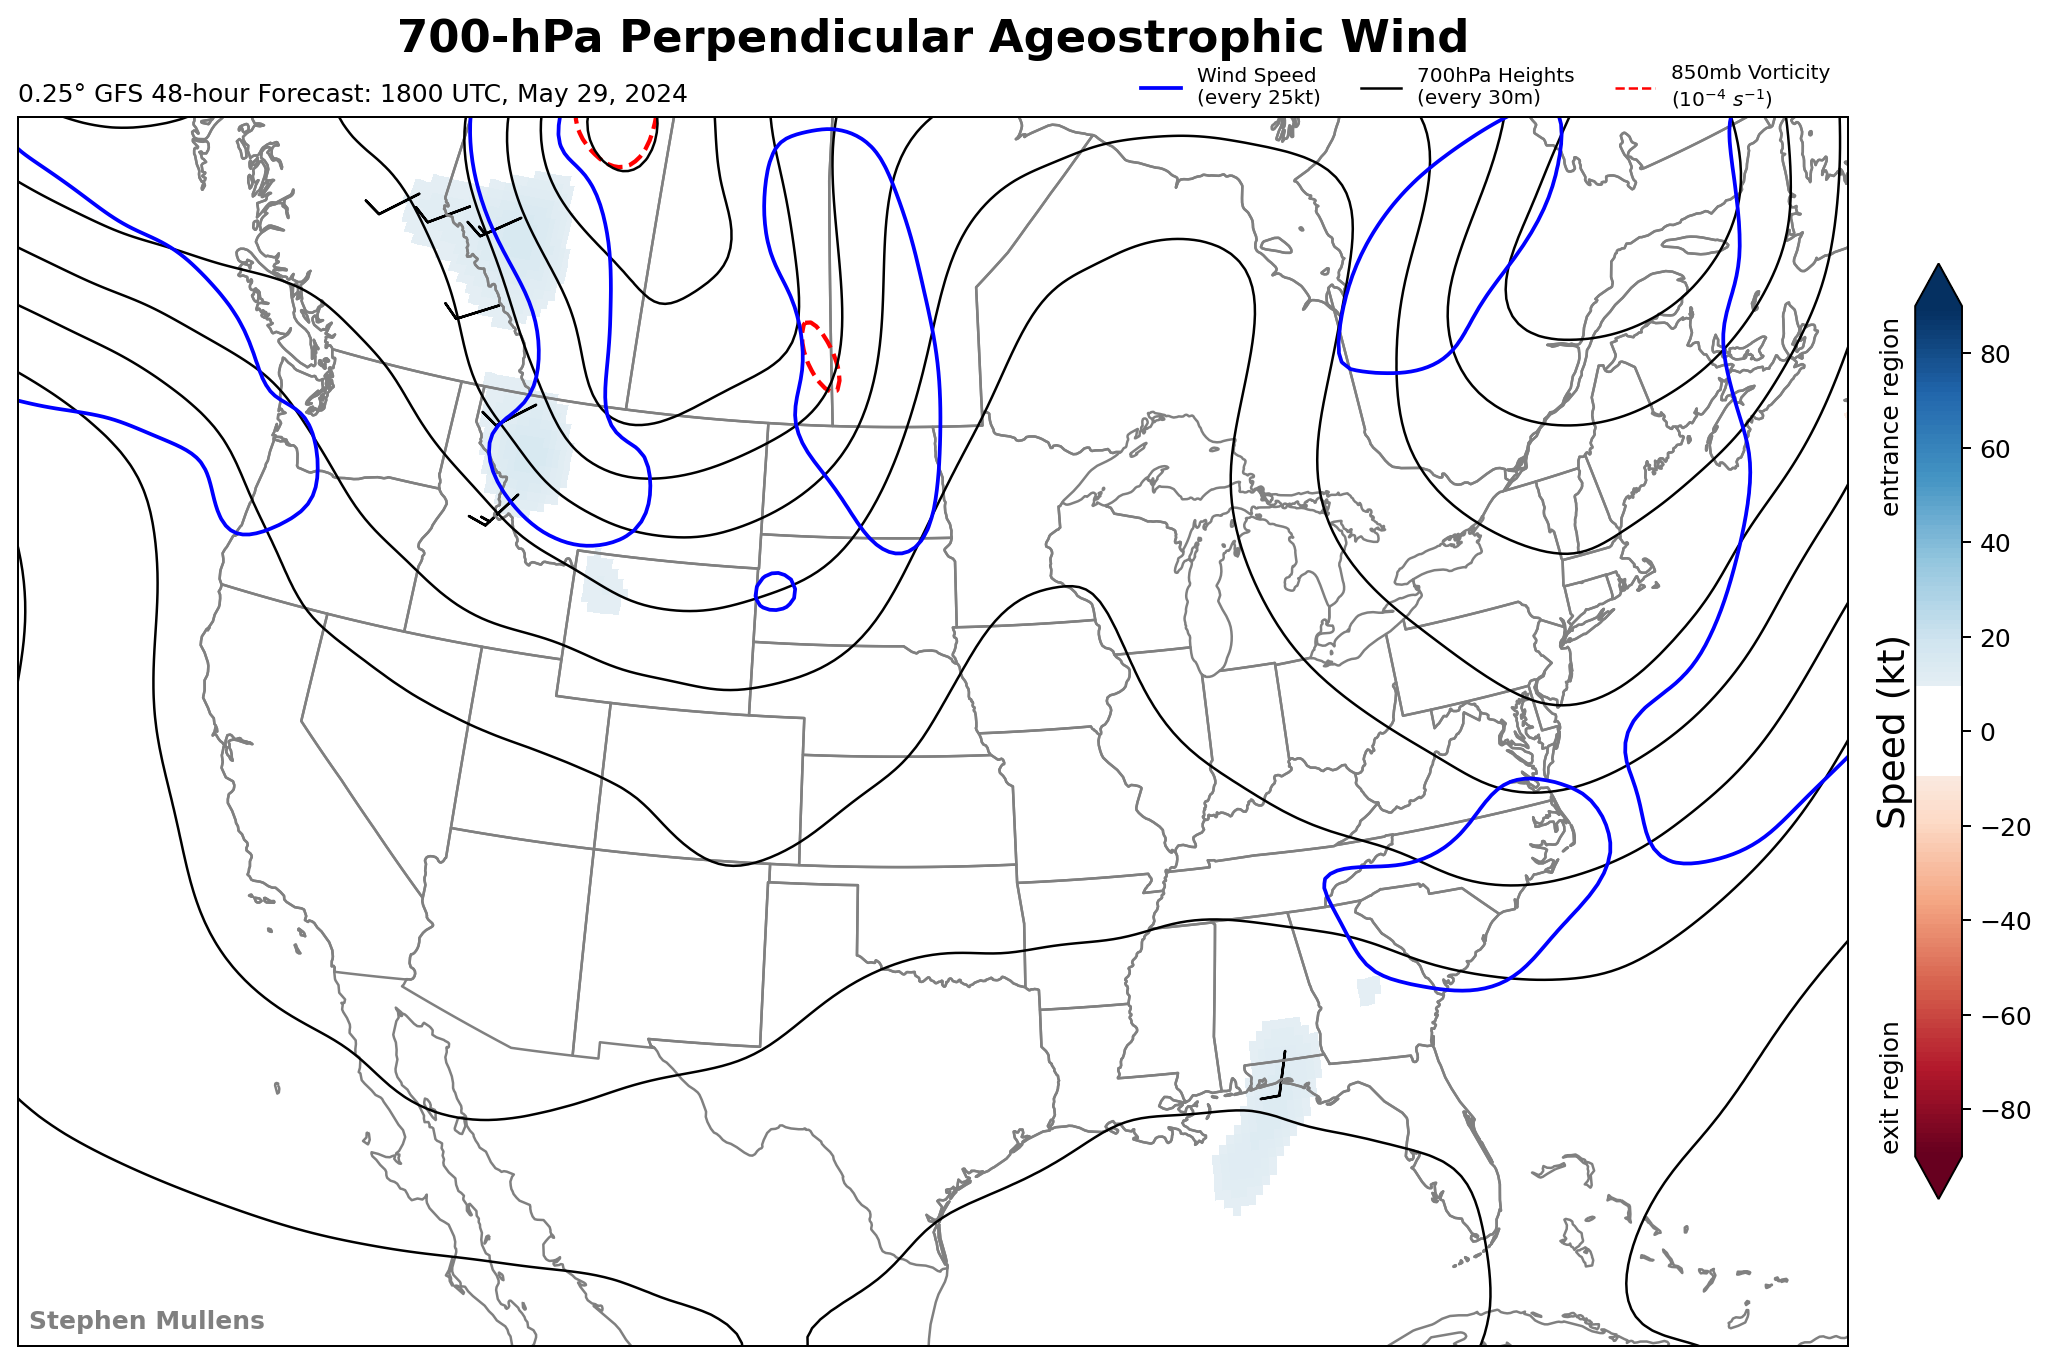 700-hPa Perpendicular Ageostrophic Wind
0.25° GFS 48-hour Forecast: 1800 UTC, May 29, 2024
Wind Speed
(every 25kt)
700hPa Heights
(every 30m)
850mb Vorticity
(10⁻⁴ s⁻¹)
entrance region
Speed (kt)
exit region
80
60
40
20
0
−20
−40
−60
−80
Stephen Mullens